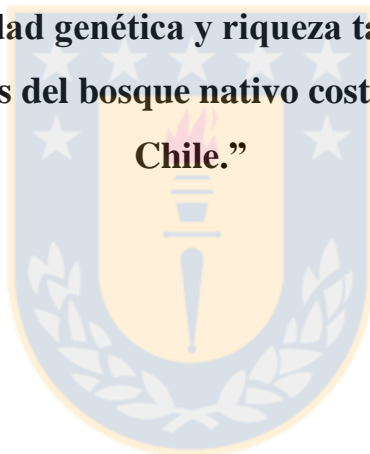 dad genética y riqueza ta
s del bosque nativo cost
Chile.”